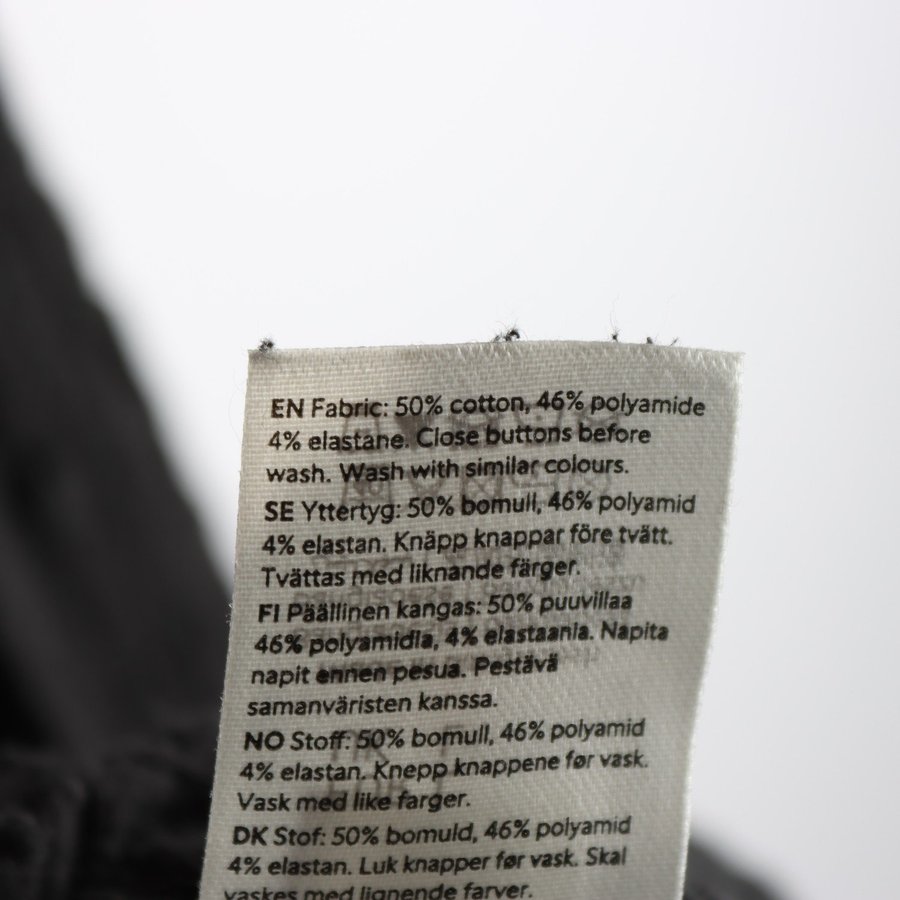 EN Fabric: 50% cotton, 46% polyamide
4% elastane. Close buttons before
wash. Wash with similar colours.
SE Yttertyg: 50% bomull, 46% polyamid
4% elastan. Knäpp knappar före tvätt.
Tvättas med liknande färger.
FI Päällinen kangas: 50% puuvillaa
46% polyamidia, 4% elastaania. Napita
napit ennen pesua. Pestävä
samanväristen kanssa.
NO Stoff: 50% bomull, 46% polyamid
4% elastan. Knepp knappene før vask.
Vask med like farger.
DK Stof: 50% bomuld, 46% polyamid
4% elastan. Luk knapper før vask. Skal
vaskes med lignende farver.